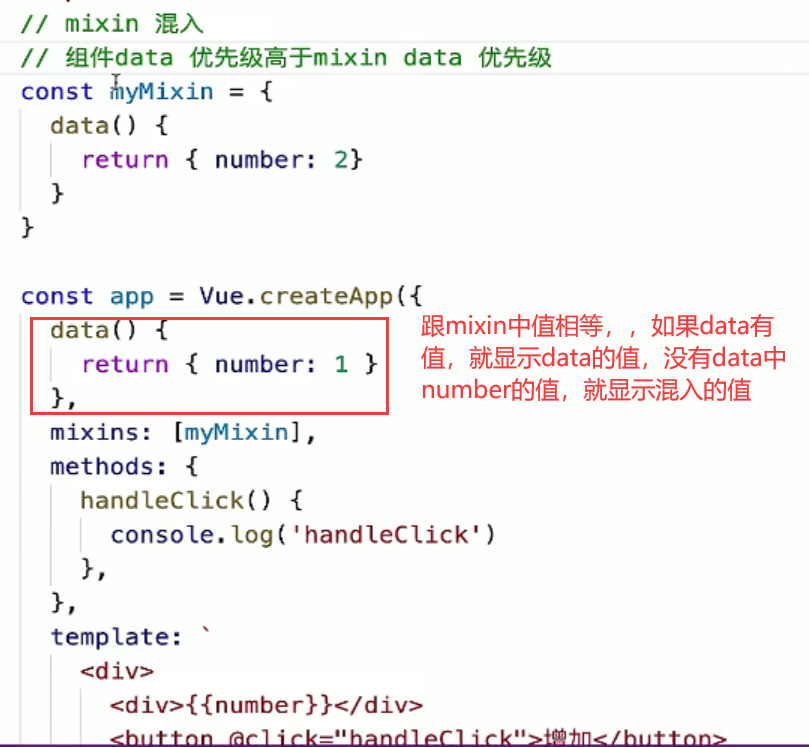 // mixin 混入
// 组件data 优先级高于mixin data 优先级
const myMixin = {
data() {
return { number: 2}
}
}
const app = Vue.createApp({
data() {
return { number: 1 }
},
跟mixin中值相等，，如果data有
值，就显示data的值，没有data中
number的值，就显示混入的值
mixins: [myMixin],
methods: {
handleClick() {
console.log('handleClick')
},
},
template: `
<div>
<div>{{number}}</div>
<button @click="handleClick">增加</button>